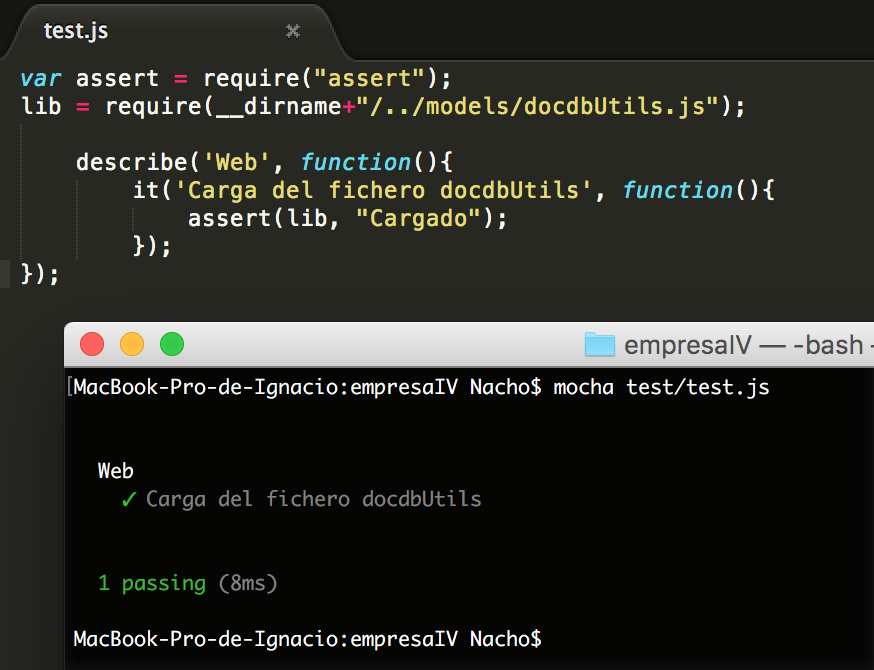 test.js
var assert = require("assert");
lib = require(__dirname+"/../models/docdbUtils.js");
describe('Web', function(){
it('Carga del fichero docdbUtils', function(){
assert(lib, "Cargado");
});
});
empresaIV — -bash -
[MacBook-Pro-de-Ignacio:empresaIV Nacho$ mocha test/test.js
Web
✓ Carga del fichero docdbUtils
1 passing (8ms)
MacBook-Pro-de-Ignacio:empresaIV Nacho$